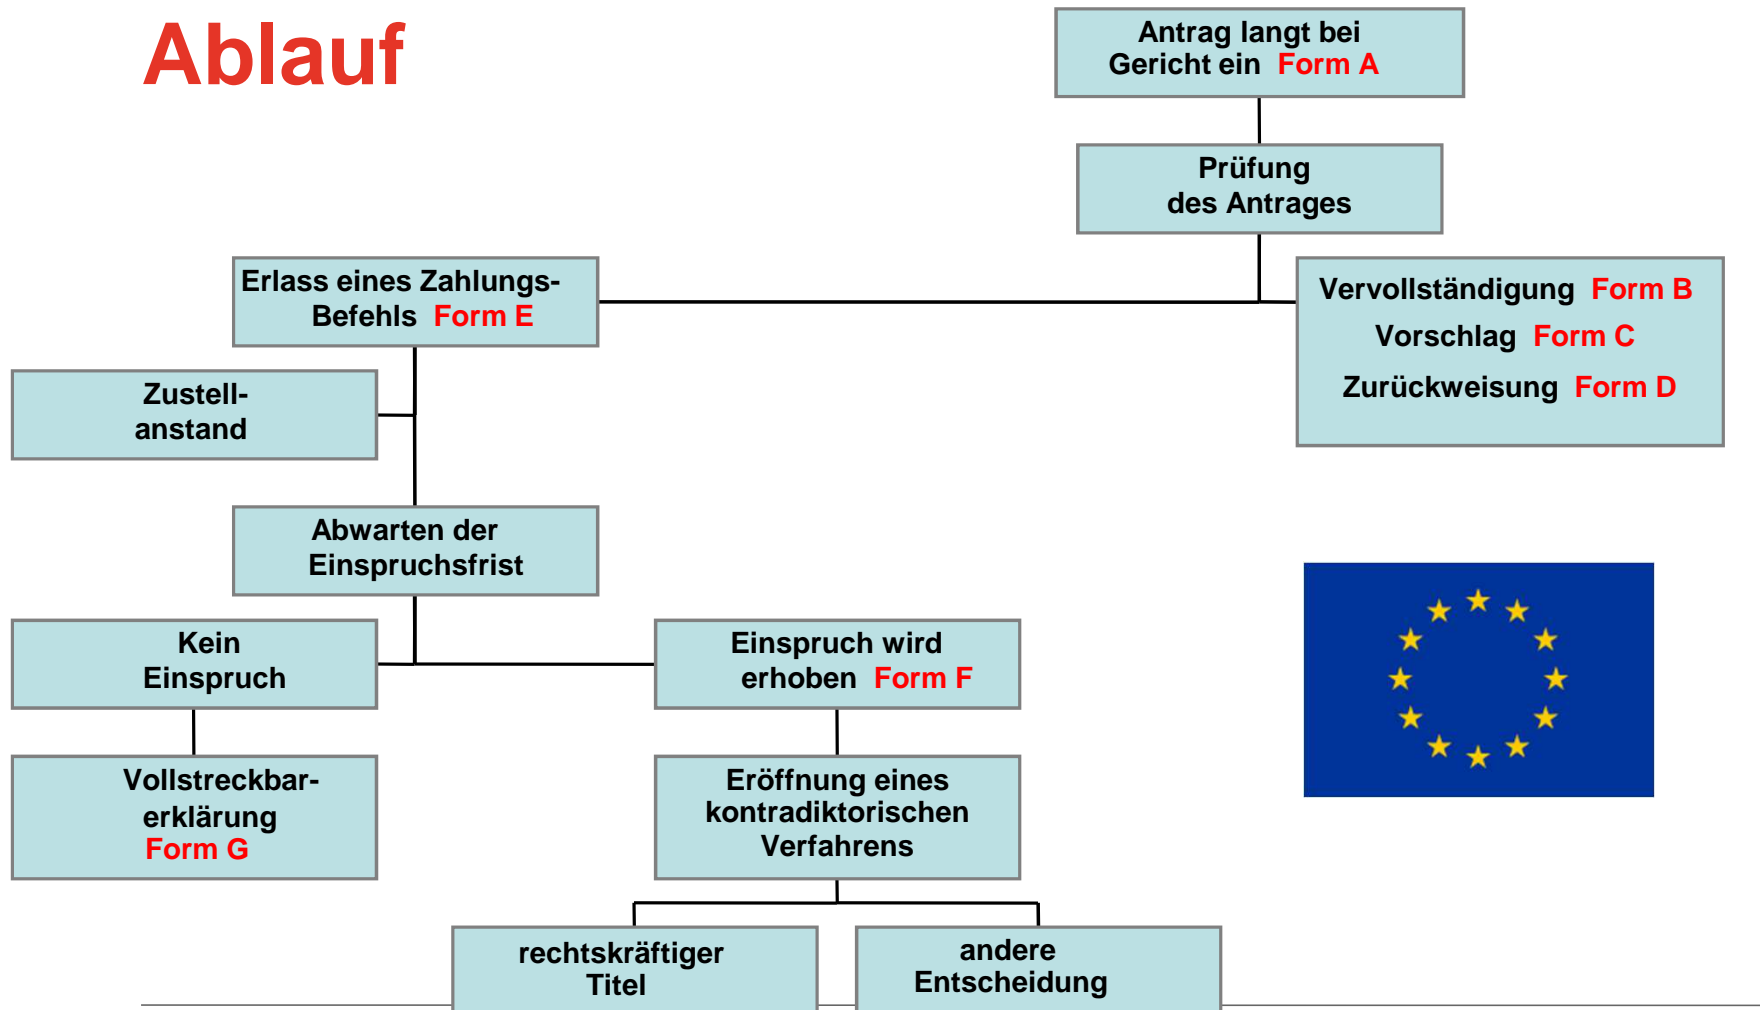 Ablauf
Antrag langt bei
Gericht ein Form A
Prüfung
des Antrages
Erlass eines Zahlungs-
Befehls Form E
Vervollständigung Form B
Vorschlag Form C
Zurückweisung Form D
Zustell-
anstand
Abwarten der
Einspruchsfrist
Kein
Einspruch
Einspruch wird
erhoben Form F
Vollstreckbar-
erklärung
Form G
Eröffnung eines
kontradiktorischen
Verfahrens
rechtskräftiger
Titel
andere
Entscheidung